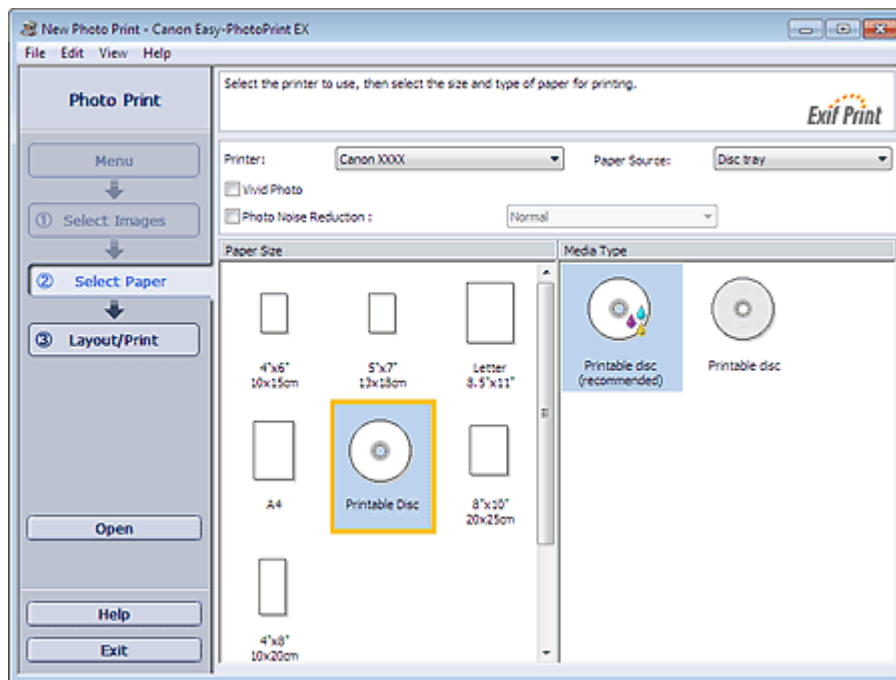 New Photo Print - Canon Easy-PhotoPrint EX
File Edit View Help
Photo Print
Select the printer to use, then select the size and type of paper for printing.
Exif Print
Menu
① Select Images
② Select Paper
③ Layout/Print
Open
Help
Exit
Printer: Canon XXXX Paper Source: Disc tray
Vivid Photo
Photo Noise Reduction : Normal
Paper Size
4"x6"
10x15cm
5"x7"
13x18cm
Letter
8.5"x11"
A4
Printable Disc
8"x10"
20x25cm
4"x8"
10x20cm
Media Type
Printable disc
(recommended)
Printable disc